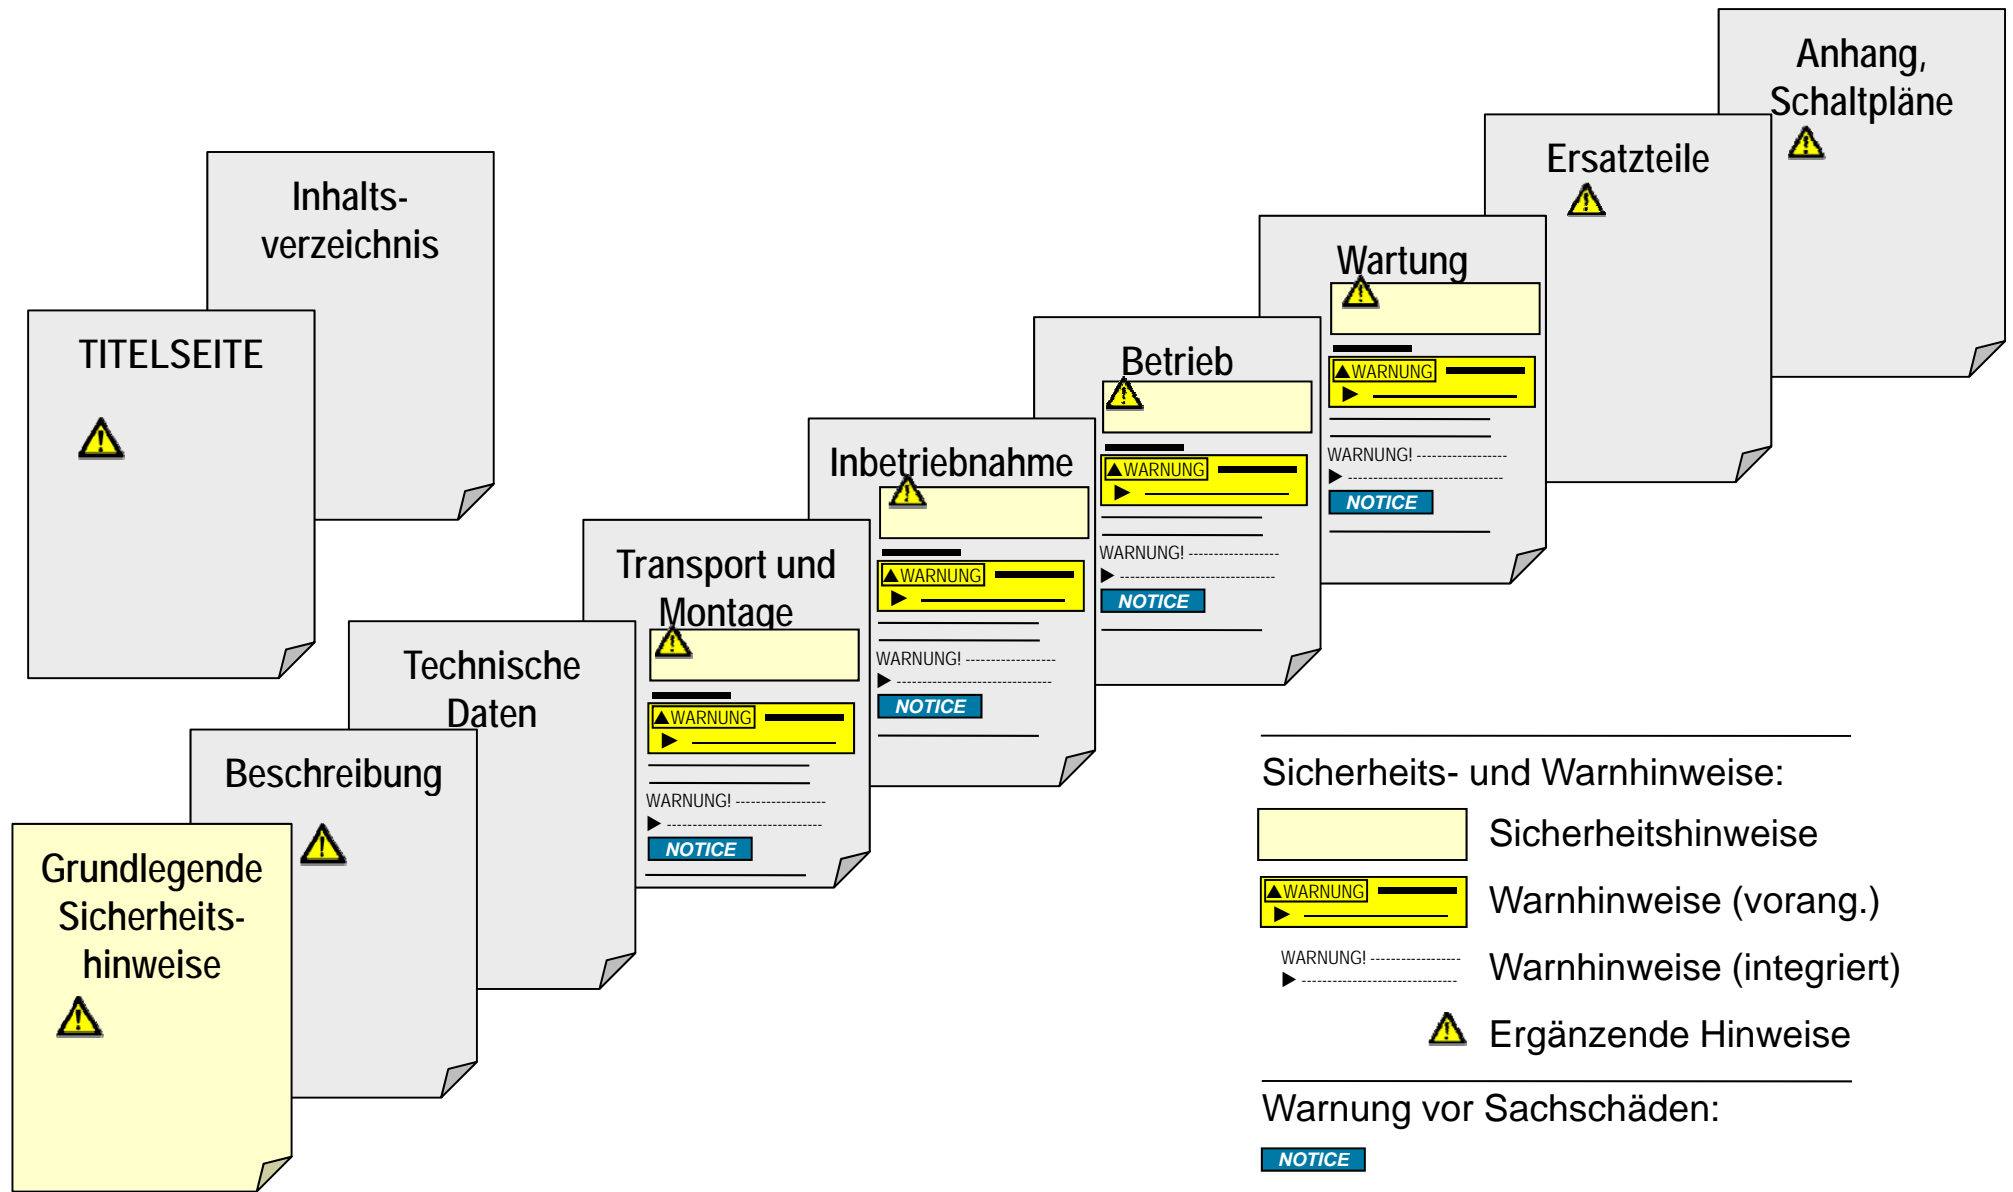 TITELSEITE
Inhalts-
verzeichnis
Grundlegende
Sicherheits-
hinweise
Beschreibung
Technische
Daten
Transport und
Montage
WARNUNG
WARNUNG!
NOTICE
Inbetriebnahme
WARNUNG
WARNUNG!
NOTICE
Betrieb
WARNUNG
WARNUNG!
NOTICE
Wartung
WARNUNG
WARNUNG!
NOTICE
Ersatzteile
Anhang,
Schaltpläne
Sicherheits- und Warnhinweise:
Sicherheitshinweise
WARNUNG
Warnhinweise (vorang.)
WARNUNG!
Warnhinweise (integriert)
Ergänzende Hinweise
Warnung vor Sachschäden:
NOTICE